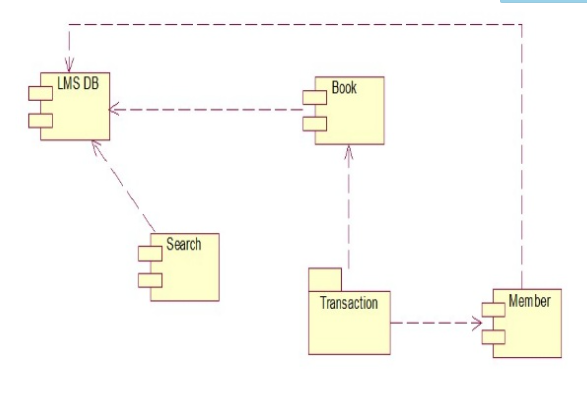 LMS DB
Book
Search
Transaction
Member